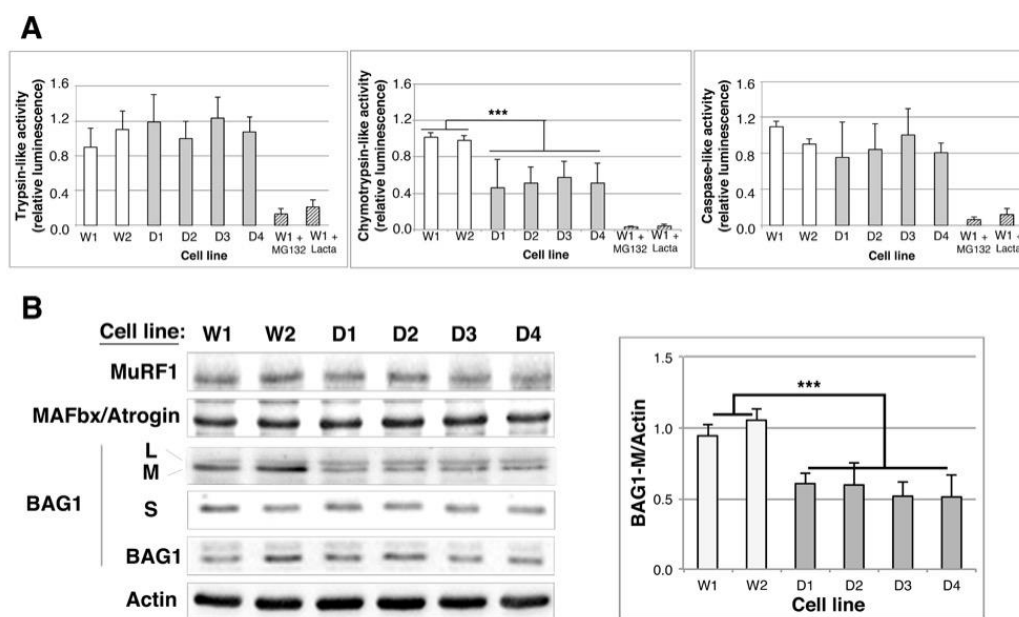 A
Trypsin-like activity
(relative luminescence)
1.6
1.2
0.8
0.4
0.0
W1 W2 D1 D2 D3 D4 W1 + MG132 W1 + Lacta
Cell line
Chymotrypsin-like activity
(relative luminescence)
1.6
1.2
0.8
0.4
0.0
***
W1 W2 D1 D2 D3 D4 W1 + MG132 W1 + Lacta
Cell line
Caspase-like activity
(relative luminescence)
1.6
1.2
0.8
0.4
0.0
W1 W2 D1 D2 D3 D4 W1 + MG132 W1 + Lacta
Cell line
B
Cell line: W1 W2 D1 D2 D3 D4
MuRF1
MAFbx/Atrogin
L
M
BAG1
S
BAG1
Actin
BAG1-M/Actin
1.5
1.0
0.5
0.0
***
W1 W2 D1 D2 D3 D4
Cell line